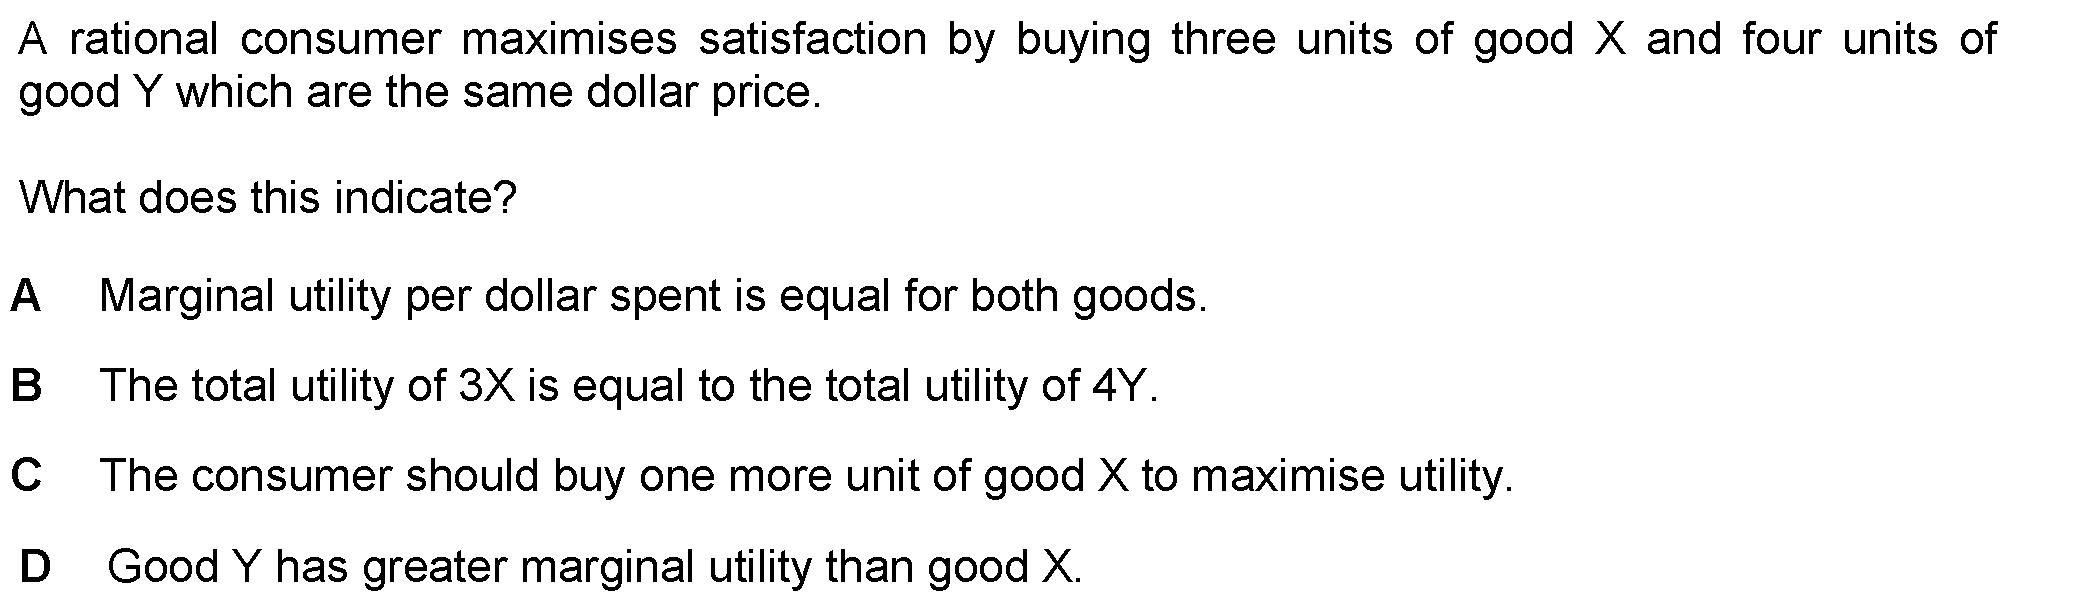 A rational consumer maximises satisfaction by buying three units of good X and four units of
good Y which are the same dollar price.
What does this indicate?
A Marginal utility per dollar spent is equal for both goods.
B The total utility of 3X is equal to the total utility of 4Y.
C The consumer should buy one more unit of good X to maximise utility.
D Good Y has greater marginal utility than good X.